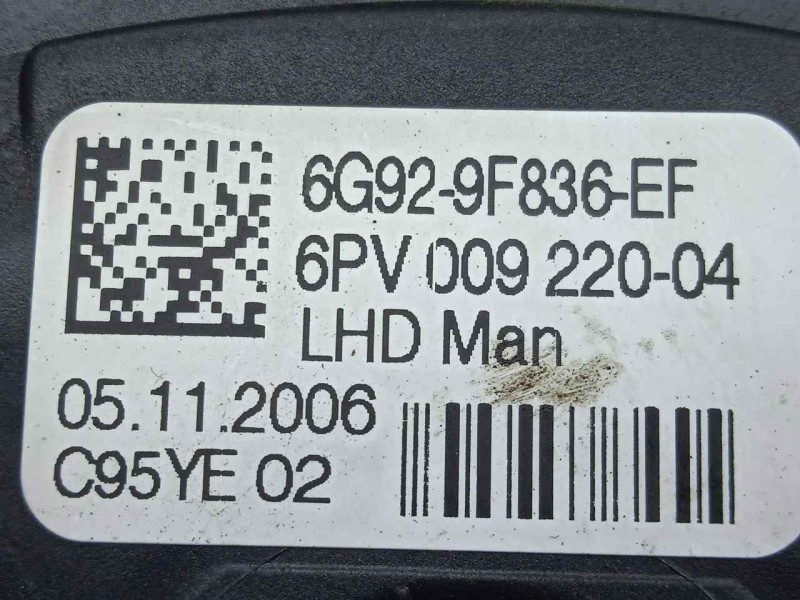 6G92-9F836-EF
6PV 009 220-04
LHD Man
05.11.2006
C95YE 02